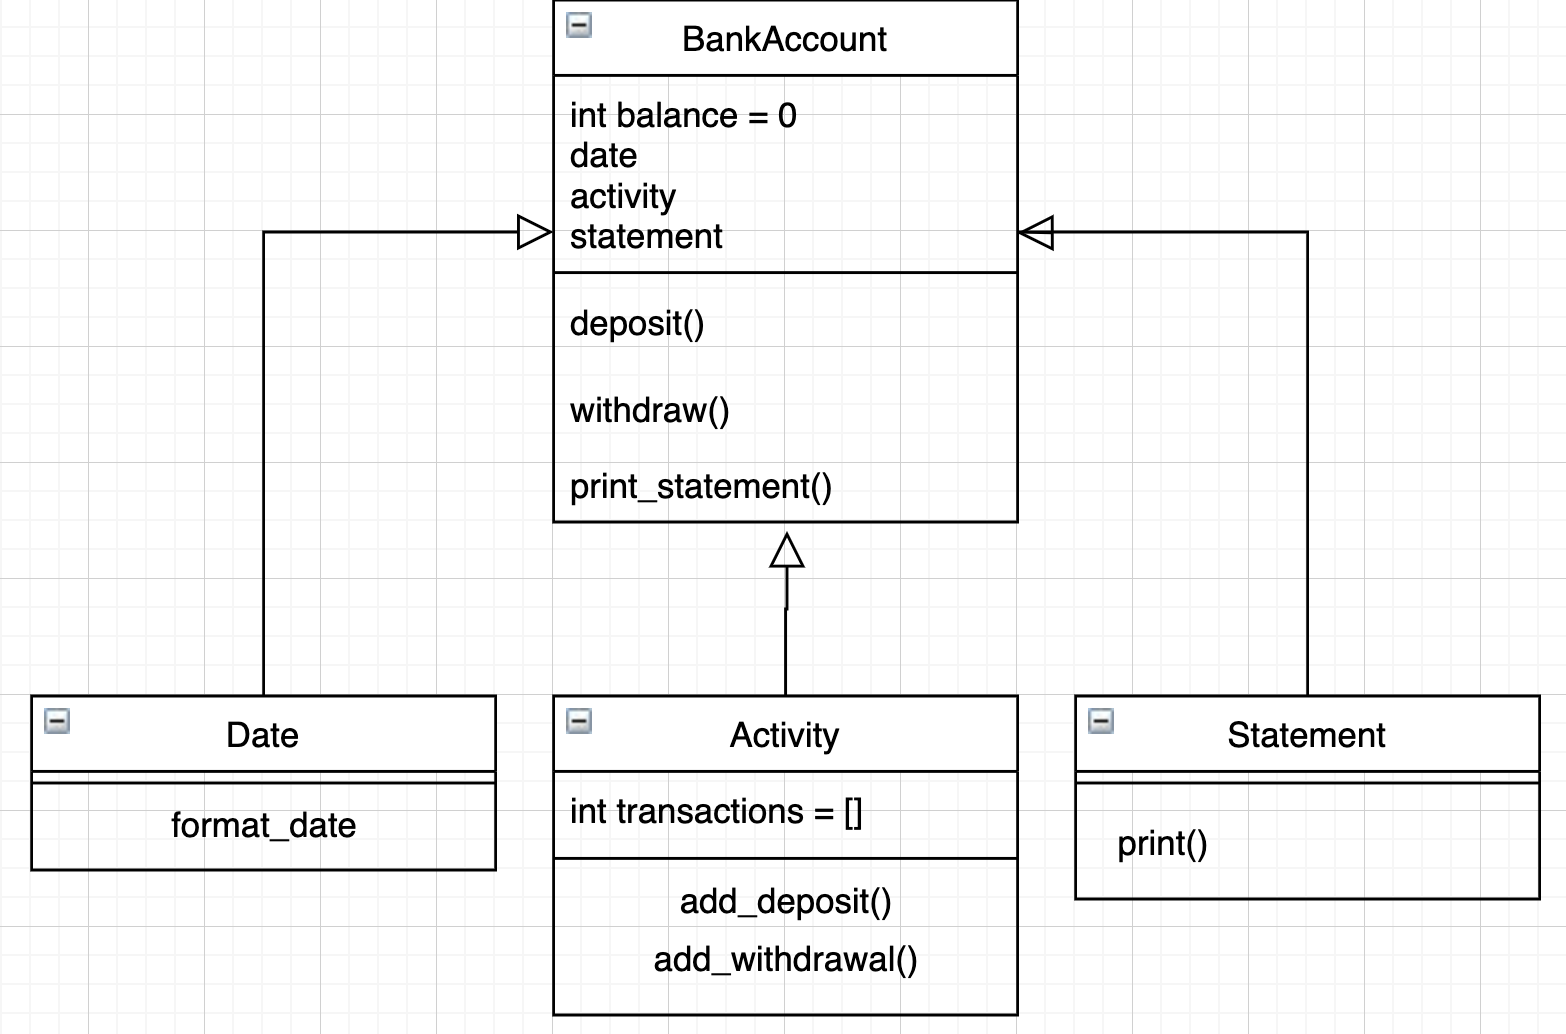 BankAccount
int balance = 0
date
activity
statement
deposit()
withdraw()
print_statement()
Date
format_date
Activity
int transactions = []
add_deposit()
add_withdrawal()
Statement
print()